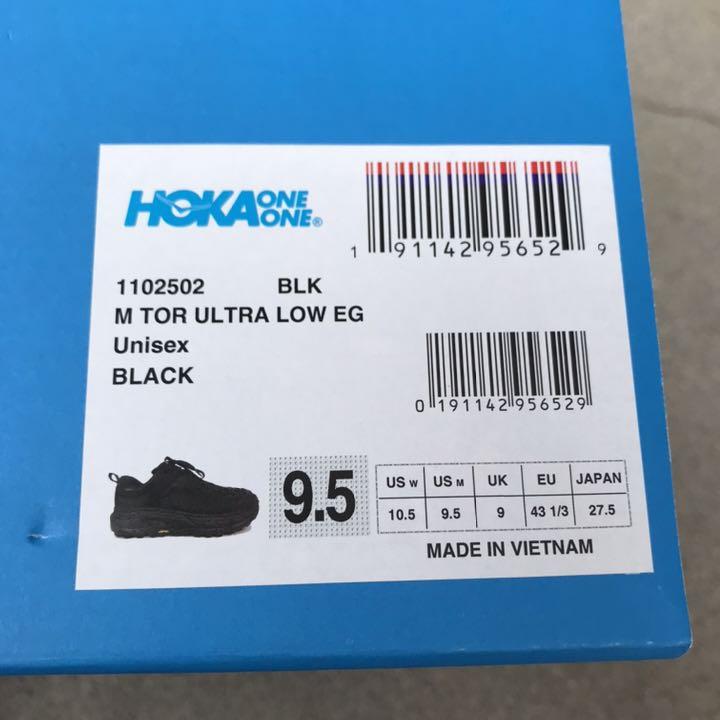 HOKA ONE ONE®
1 91142 95652 9
1102502 BLK
M TOR ULTRA LOW EG
Unisex
BLACK
0 191142 956529
9.5
US W US M UK EU JAPAN
10.5 9.5 9 43 1/3 27.5
MADE IN VIETNAM